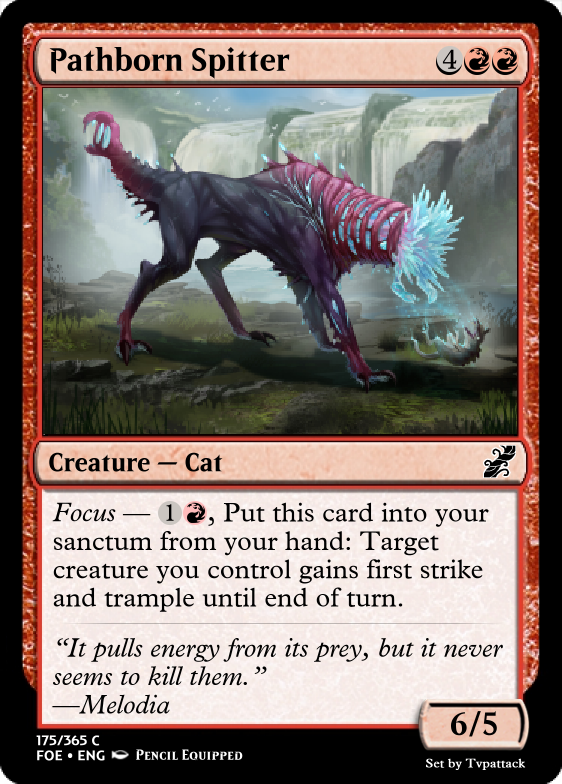 Pathborn Spitter 4
Creature — Cat
Focus — 1 , Put this card into your
sanctum from your hand: Target
creature you control gains first strike
and trample until end of turn.
“It pulls energy from its prey, but it never
seems to kill them.”
—Melodia
6/5
175/365 C
FOE • ENG Pencil Equipped
Set by Tvpattack